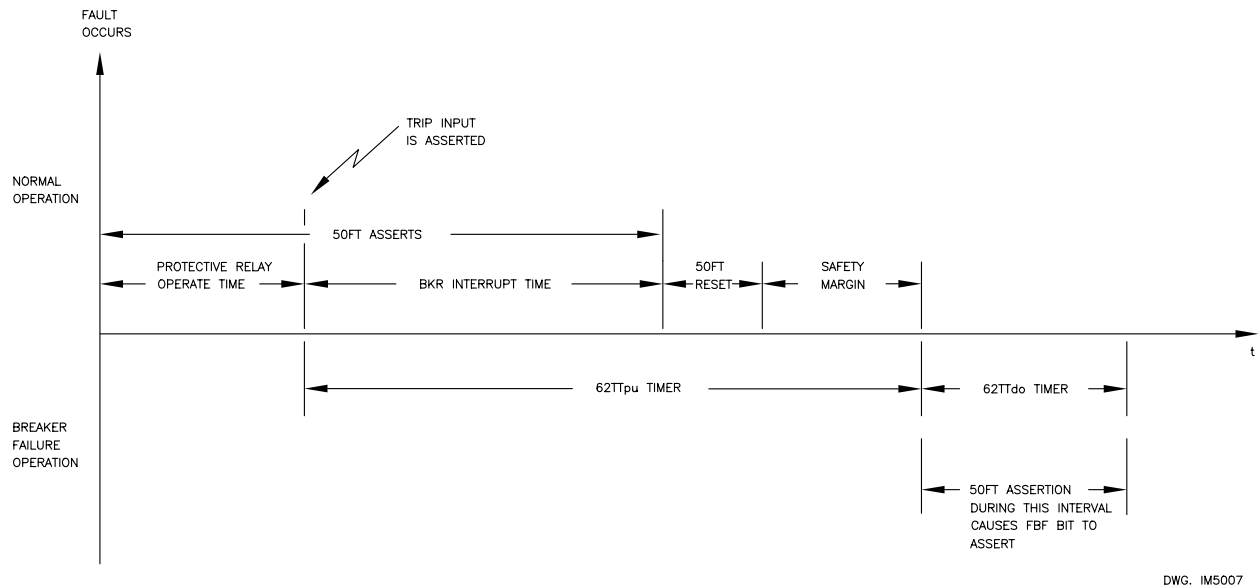 FAULT
OCCURS
TRIP INPUT
IS ASSERTED
NORMAL
OPERATION
50FT ASSERTS
PROTECTIVE RELAY
OPERATE TIME
BKR INTERRUPT TIME
50FT
RESET
SAFETY
MARGIN
t
62TTpu TIMER
62TTdo TIMER
BREAKER
FAILURE
OPERATION
50FT ASSERTION
DURING THIS INTERVAL
CAUSES FBF BIT TO
ASSERT
DWG. IM5007